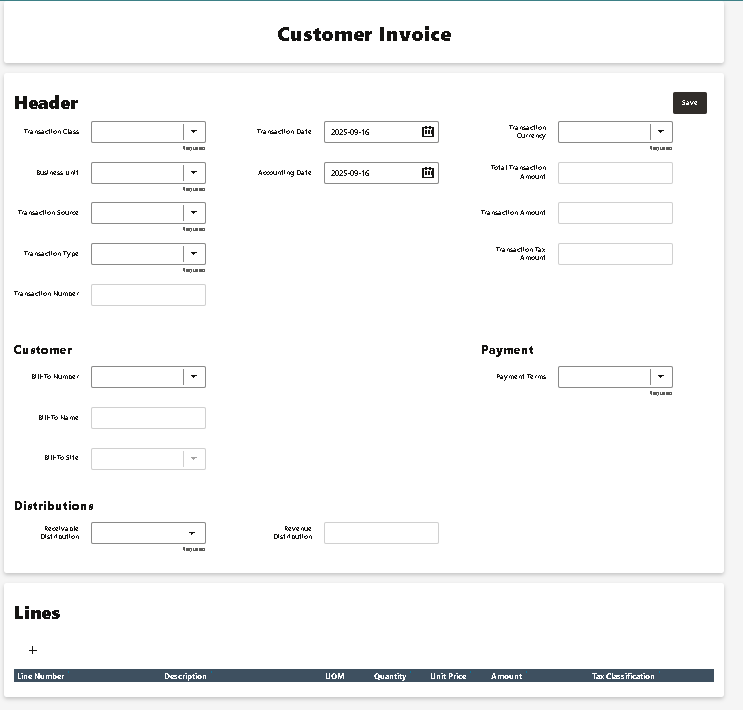 Customer Invoice
Header
Save
Transaction Class
Required
Transaction Date
2025-09-16
Transaction
Currency
Required
Business Unit
Required
Accounting Date
2025-09-16
Total Transaction
Amount
Transaction Source
Required
Transaction Amount
Transaction Type
Required
Transaction Tax
Amount
Transaction Number
Customer
Payment
Bill-To Number
Payment Terms
Required
Bill-To Name
Bill-To Site
Distributions
Receivable
Distribution
Required
Revenue
Distribution
Lines
+
Line Number Description UOM Quantity Unit Price Amount Tax Classification